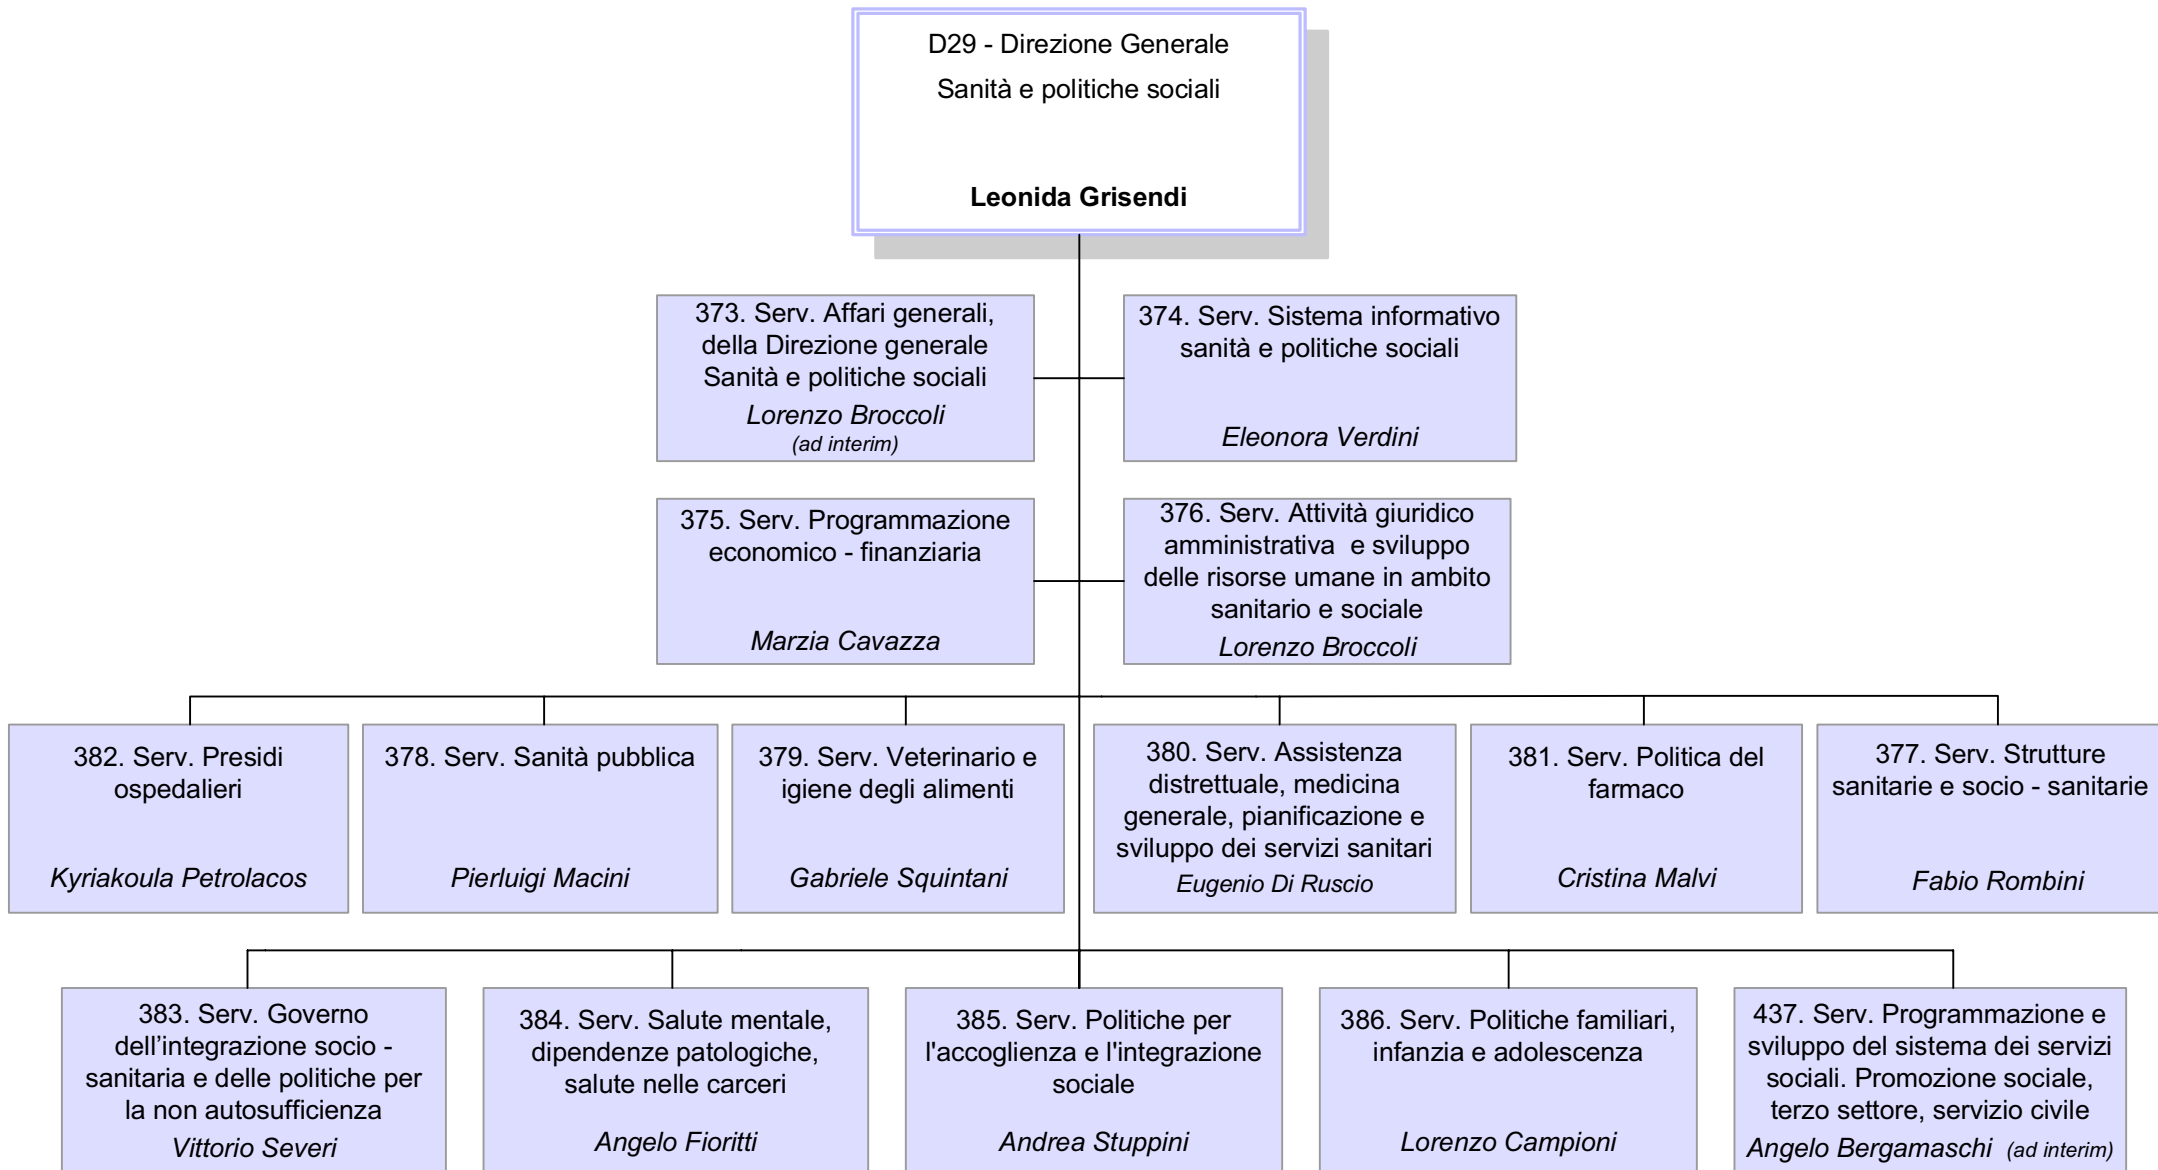 D29 - Direzione Generale
Sanità e politiche sociali
Leonida Grisendi
373. Serv. Affari generali,
della Direzione generale
Sanità e politiche sociali
Lorenzo Broccoli
(ad interim)
374. Serv. Sistema informativo
sanità e politiche sociali
Eleonora Verdini
375. Serv. Programmazione
economico - finanziaria
Marzia Cavazza
376. Serv. Attività giuridico
amministrativa e sviluppo
delle risorse umane in ambito
sanitario e sociale
Lorenzo Broccoli
382. Serv. Presidi
ospedalieri
Kyriakoula Petrolacos
378. Serv. Sanità pubblica
Pierluigi Macini
379. Serv. Veterinario e
igiene degli alimenti
Gabriele Squintani
380. Serv. Assistenza
distrettuale, medicina
generale, pianificazione e
sviluppo dei servizi sanitari
Eugenio Di Ruscio
381. Serv. Politica del
farmaco
Cristina Malvi
377. Serv. Strutture
sanitarie e socio - sanitarie
Fabio Rombini
383. Serv. Governo
dell’integrazione socio -
sanitaria e delle politiche per
la non autosufficienza
Vittorio Severi
384. Serv. Salute mentale,
dipendenze patologiche,
salute nelle carceri
Angelo Fioritti
385. Serv. Politiche per
l'accoglienza e l'integrazione
sociale
Andrea Stuppini
386. Serv. Politiche familiari,
infanzia e adolescenza
Lorenzo Campioni
437. Serv. Programmazione e
sviluppo del sistema dei servizi
sociali. Promozione sociale,
terzo settore, servizio civile
Angelo Bergamaschi (ad interim)